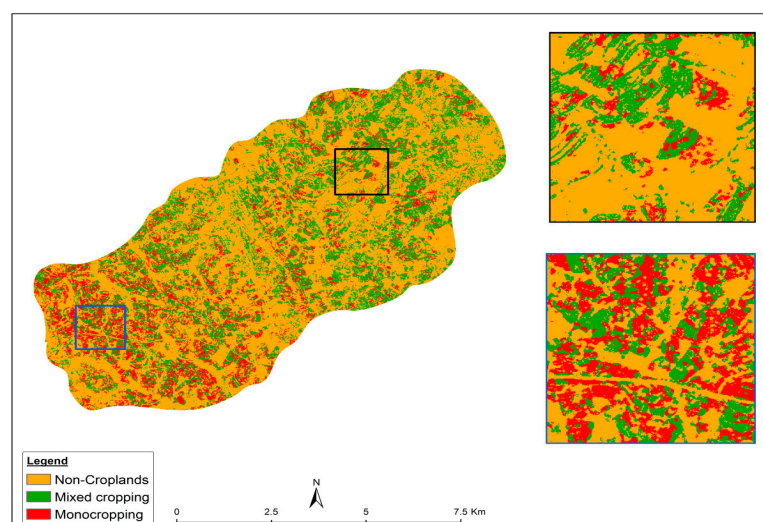 Legend
Non-Croplands
Mixed cropping
Monocropping
N
0 2.5 5 7.5 Km